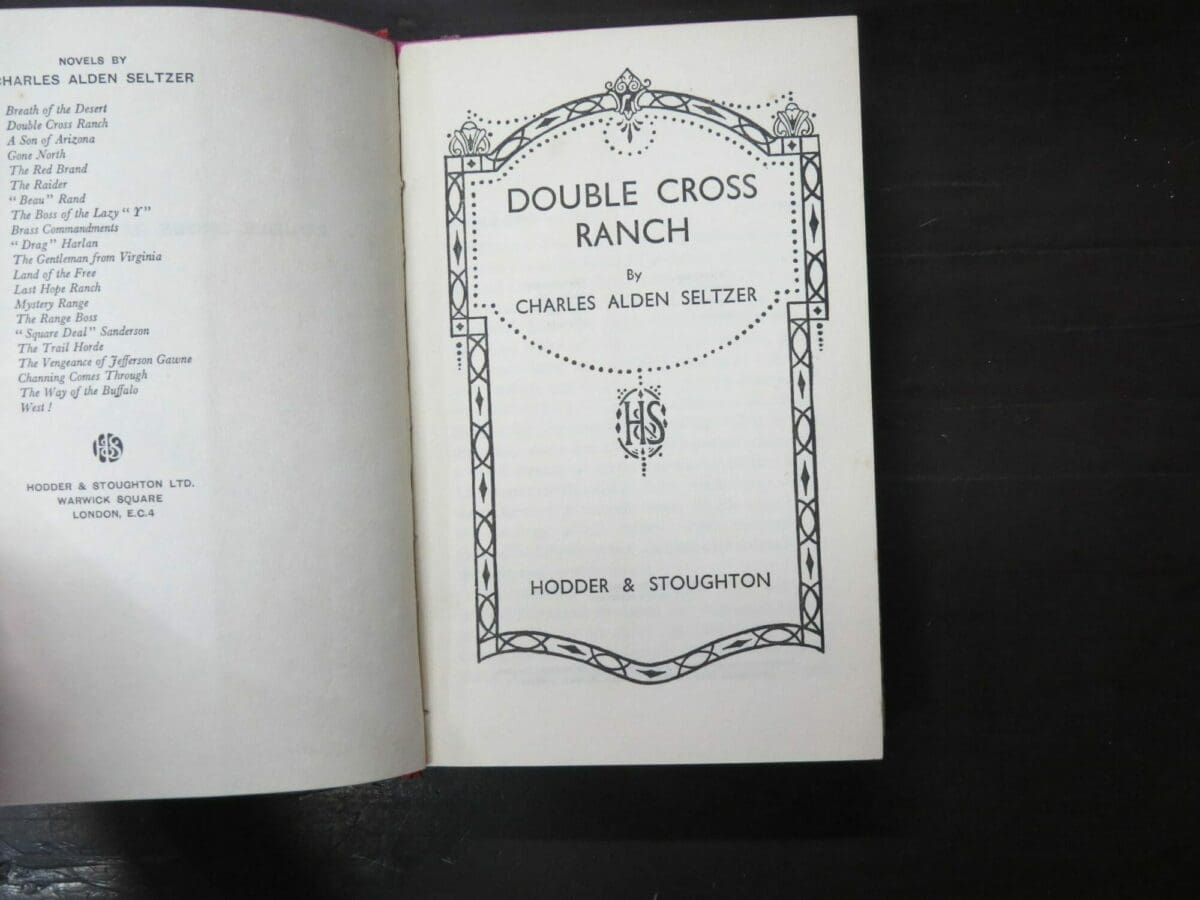 NOVELS BY
CHARLES ALDEN SELTZER
Breath of the Desert
Double Cross Ranch
A Son of Arizona
Gone North
The Red Brand
The Raider
“Beau” Rand
The Boss of the Lazy “Y”
Brass Commandments
“Drag” Harlan
The Gentleman from Virginia
Land of the Free
Last Hope Ranch
Mystery Range
The Range Boss
“Square Deal” Sanderson
The Trail Horde
The Vengeance of Jefferson Gawne
Channing Comes Through
The Way of the Buffalo
West !
H&S
HODDER & STOUGHTON LTD.
WARWICK SQUARE
LONDON, E.C.4
DOUBLE CROSS
RANCH
By
CHARLES ALDEN SELTZER
H&S
HODDER & STOUGHTON